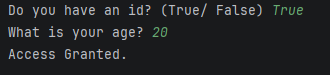 Do you have an id? (True/ False) True
What is your age? 20
Access Granted.